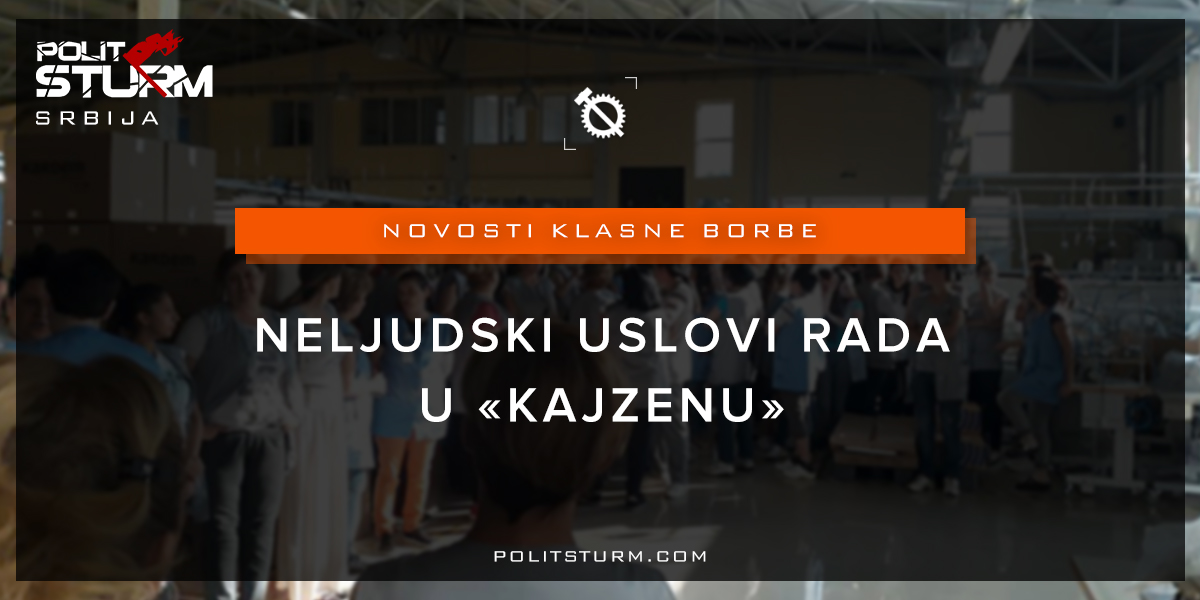 POLIT
STURM
SRBIJA
NOVOSTI KLASNE BORBE
NELJUDSKI USLOVI RADA
U «KAJZENU»
POLITSTURM.COM